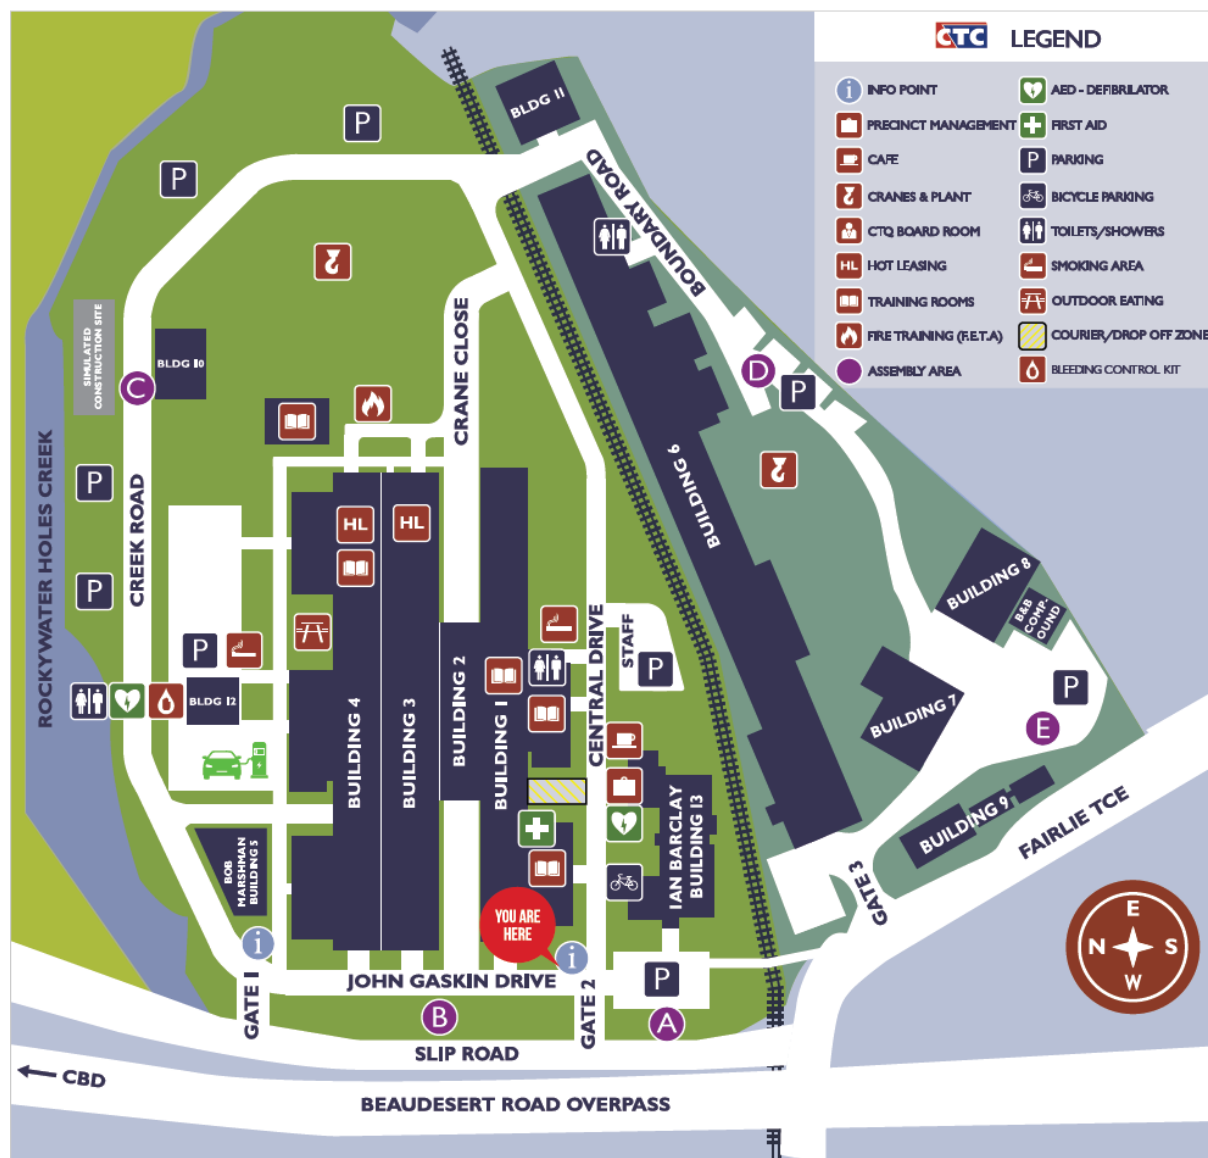 CTC LEGEND
i INFO POINT
PRECINCT MANAGEMENT
CAFE
CRANES & PLANT
CTQ BOARD ROOM
HL HOT LEASING
TRAINING ROOMS
FIRE TRAINING (F.E.T.A)
ASSEMBLY AREA
AED - DEFIBRILATOR
FIRST AID
P PARKING
BICYCLE PARKING
TOILETS/SHOWERS
SMOKING AREA
OUTDOOR EATING
COURIER/DROP OFF ZONE
BLEEDING CONTROL KIT
BLDG 11
P
P
BOUNDARY ROAD
SIMULATED
CONSTRUCTION SITE
BLDG 10
C
CRANE CLOSE
D
P
ROCKYWATER HOLES CREEK
CREEK ROAD
P
P
HL
HL
BUILDING 6
BUILDING 8
B&B COMP-
OUND
P
E
BUILDING 7
P
BLDG 12
BUILDING 4
BUILDING 3
BUILDING 2
BUILDING 1
CENTRAL DRIVE
STAFF
P
IAN BARCLAY
BUILDING 13
BUILDING 9
FAIRLIE TCE
GATE 3
BOB
MARSHMAN
BUILDING 5
YOU ARE
HERE
i
i
P
JOHN GASKIN DRIVE
GATE 1
GATE 2
B
A
SLIP ROAD
CBD
BEAUDESERT ROAD OVERPASS
E
N S
W